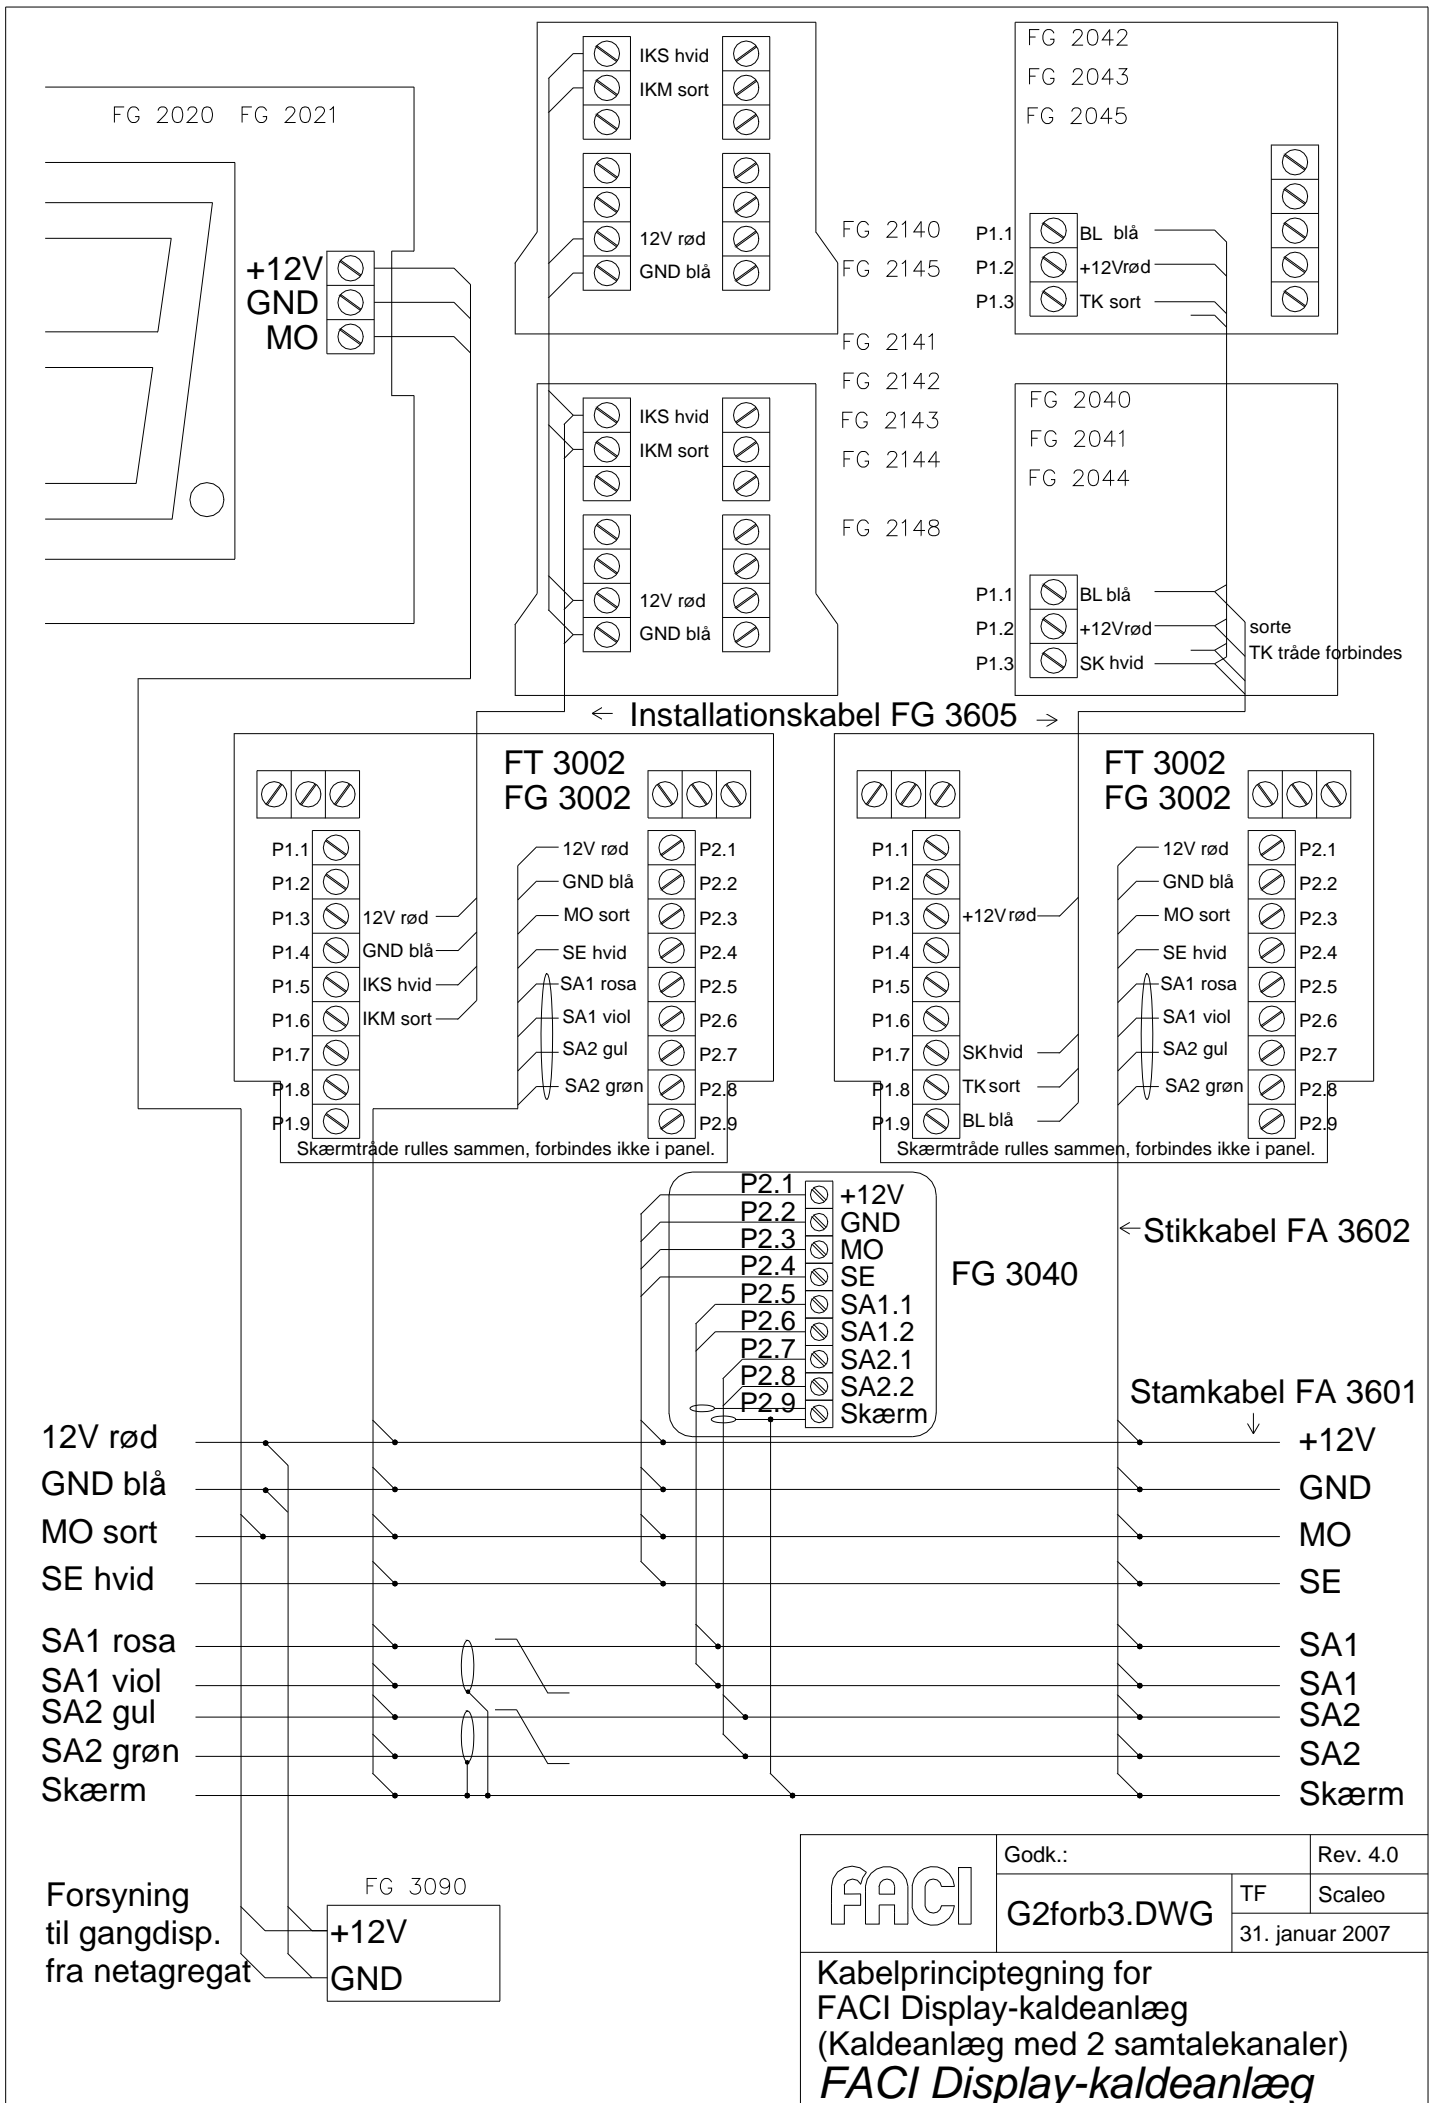 FG 2020 FG 2021
+12V
GND
MO
IKS hvid
IKM sort
12V rød
GND blå
FG 2140
FG 2145
FG 2141
FG 2142
FG 2143
FG 2144
FG 2148
IKS hvid
IKM sort
12V rød
GND blå
FG 2042
FG 2043
FG 2045
P1.1 BL blå
P1.2 +12Vrød
P1.3 TK sort
FG 2040
FG 2041
FG 2044
P1.1 BL blå
P1.2 +12Vrød
P1.3 SK hvid
sorte
TK tråde forbindes
← Installationskabel FG 3605 →
FT 3002
FG 3002
P1.1
P1.2
P1.3 12V rød
P1.4 GND blå
P1.5 IKS hvid
P1.6 IKM sort
P1.7
P1.8
P1.9
12V rød P2.1
GND blå P2.2
MO sort P2.3
SE hvid P2.4
SA1 rosa P2.5
SA1 viol P2.6
SA2 gul P2.7
SA2 grøn P2.8
P2.9
Skærmtråde rulles sammen, forbindes ikke i panel.
FT 3002
FG 3002
P1.1
P1.2
P1.3 +12Vrød
P1.4
P1.5
P1.6
P1.7 SK hvid
P1.8 TK sort
P1.9 BL blå
12V rød P2.1
GND blå P2.2
MO sort P2.3
SE hvid P2.4
SA1 rosa P2.5
SA1 viol P2.6
SA2 gul P2.7
SA2 grøn P2.8
P2.9
Skærmtråde rulles sammen, forbindes ikke i panel.
P2.1 +12V
P2.2 GND
P2.3 MO
P2.4 SE
P2.5 SA1.1
P2.6 SA1.2
P2.7 SA2.1
P2.8 SA2.2
P2.9 Skærm
FG 3040
←Stikkabel FA 3602
Stamkabel FA 3601
12V rød +12V
GND blå GND
MO sort MO
SE hvid SE
SA1 rosa SA1
SA1 viol SA1
SA2 gul SA2
SA2 grøn SA2
Skærm Skærm
Forsyning
til gangdisp.
fra netagregat
FG 3090
+12V
GND
FACI
Godk.: Rev. 4.0
G2forb3.DWG
TF Scaleo
31. januar 2007
Kabelprinciptegning for
FACI Display-kaldeanlæg
(Kaldeanlæg med 2 samtalekanaler)
FACI Display-kaldeanlæg